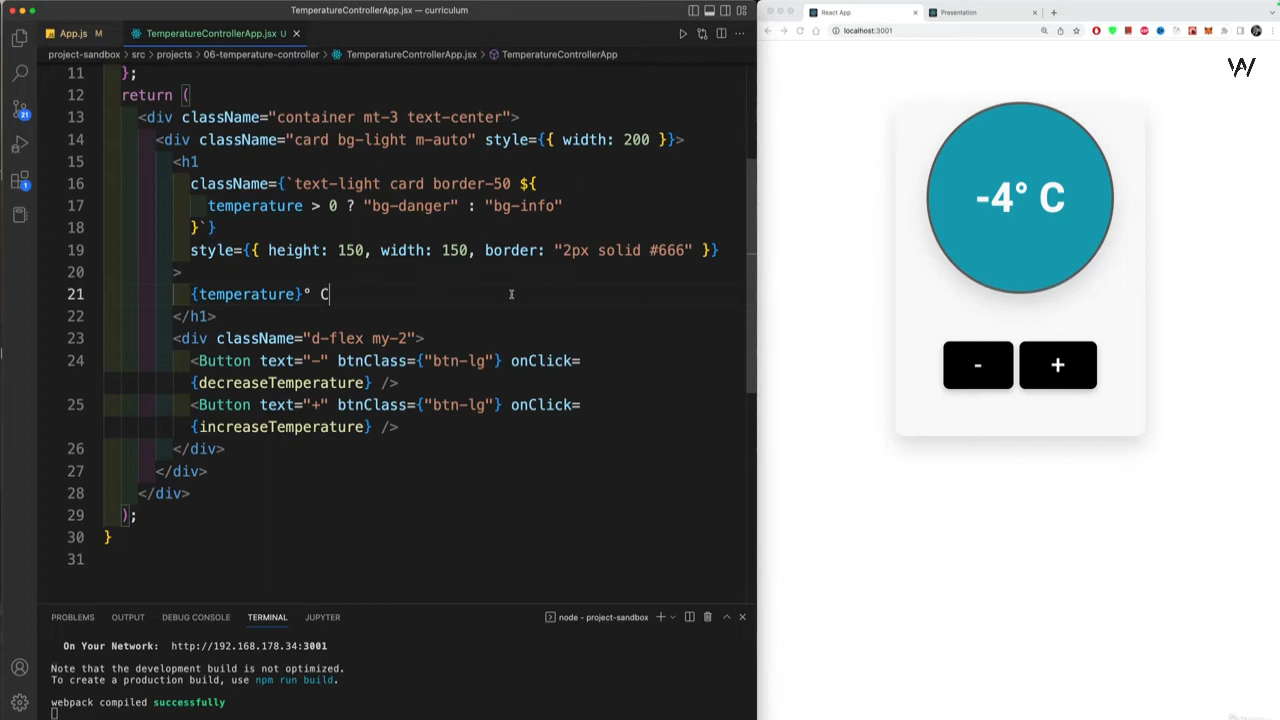 TemperatureControllerApp.jsx — curriculum
App.js M
TemperatureControllerApp.jsx U
project-sandbox > src > projects > 06-temperature-controller > TemperatureControllerApp.jsx > TemperatureControllerApp
11 };
12 return (
13 <div className="container mt-3 text-center">
14 <div className="card bg-light m-auto" style={{ width: 200 }}>
15 <h1
16 className={`text-light card border-50 ${
17 temperature > 0 ? "bg-danger" : "bg-info"
18 }`}
19 style={{ height: 150, width: 150, border: "2px solid #666" }}
20 >
21 {temperature}° C
22 </h1>
23 <div className="d-flex my-2">
24 <Button text="-" btnClass={"btn-lg"} onClick=
{decreaseTemperature} />
25 <Button text="+" btnClass={"btn-lg"} onClick=
{increaseTemperature} />
26 </div>
27 </div>
28 </div>
29 );
30 }
31
21
1
PROBLEMS OUTPUT DEBUG CONSOLE TERMINAL JUPYTER
node - project-sandbox
On Your Network: http://192.168.178.34:3001
Note that the development build is not optimized.
To create a production build, use npm run build.
webpack compiled successfully
React App
Presentation
localhost:3001
W
-4° C
-
+